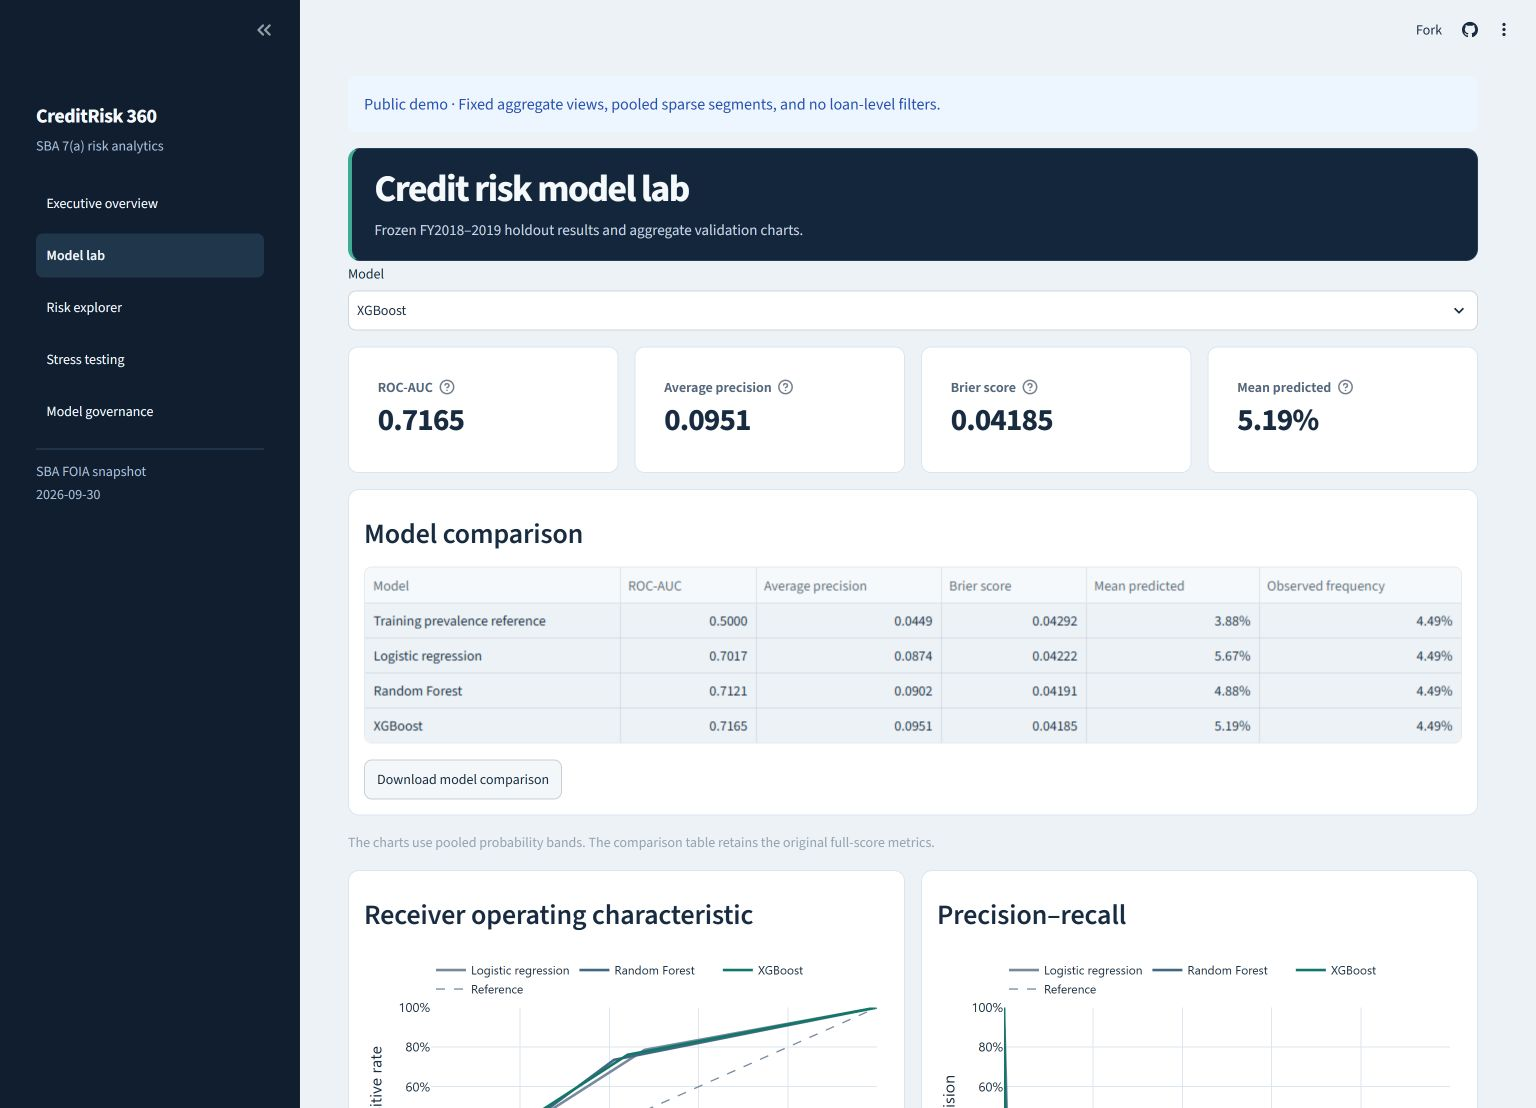 Fork
CreditRisk 360
SBA 7(a) risk analytics
Executive overview
Model lab
Risk explorer
Stress testing
Model governance
SBA FOIA snapshot
2026-09-30
Public demo · Fixed aggregate views, pooled sparse segments, and no loan-level filters.
Credit risk model lab
Frozen FY2018–2019 holdout results and aggregate validation charts.
Model
XGBoost
ROC-AUC
0.7165
Average precision
0.0951
Brier score
0.04185
Mean predicted
5.19%
Model comparison
Model ROC-AUC Average precision Brier score Mean predicted Observed frequency
Training prevalence reference 0.5000 0.0449 0.04292 3.88% 4.49%
Logistic regression 0.7017 0.0874 0.04222 5.67% 4.49%
Random Forest 0.7121 0.0902 0.04191 4.88% 4.49%
XGBoost 0.7165 0.0951 0.04185 5.19% 4.49%
Download model comparison
The charts use pooled probability bands. The comparison table retains the original full-score metrics.
Receiver operating characteristic
Logistic regression Random Forest XGBoost
Reference
100%
80%
60%
Precision–recall
Logistic regression Random Forest XGBoost
Reference
100%
80%
60%